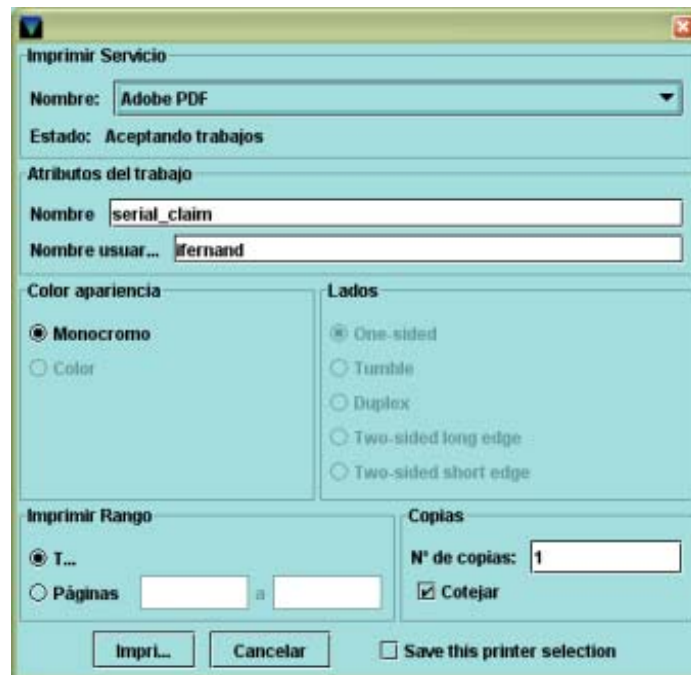 Imprimir Servicio
Nombre: Adobe PDF
Estado: Aceptando trabajos
Atributos del trabajo
Nombre serial_claim
Nombre usuar... ifernand
Color apariencia
Monocromo
Color
Lados
One-sided
Tumble
Duplex
Two-sided long edge
Two-sided short edge
Imprimir Rango
T...
Páginas a
Copias
N° de copias: 1
Cotejar
Impri... Cancelar Save this printer selection